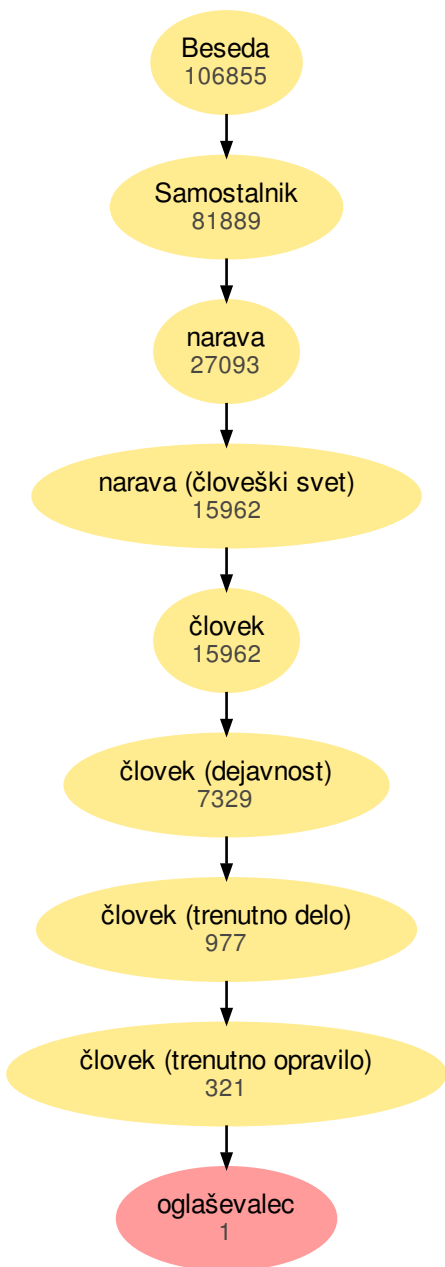 Beseda
106855
Samostalnik
81889
narava
27093
narava (človeški svet)
15962
človek
15962
človek (dejavnost)
7329
človek (trenutno delo)
977
človek (trenutno opravilo)
321
oglaševalec
1